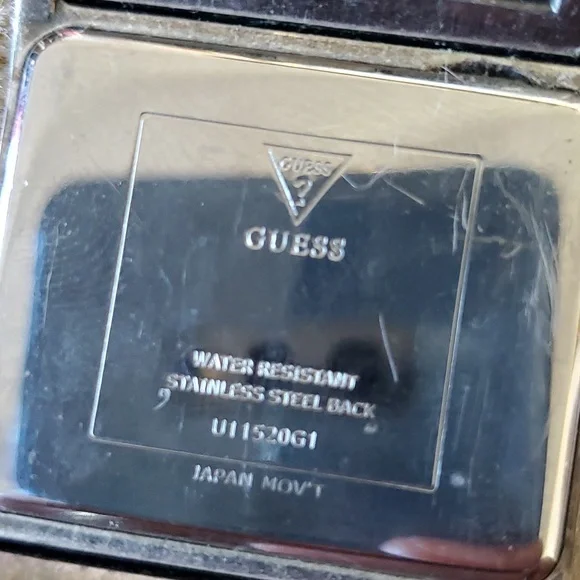 GUESS
?
GUESS
WATER RESISTANT
STAINLESS STEEL BACK
U11520G1
JAPAN MOV'T